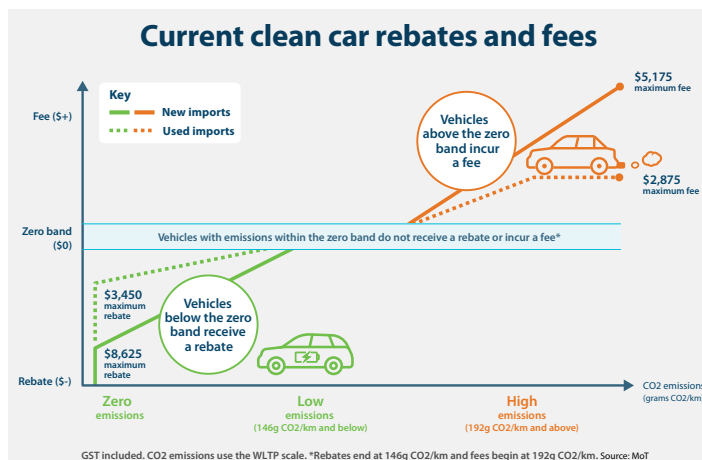 Current clean car rebates and fees
Key
New imports
Used imports
$5,175
maximum fee
Fee ($+)
Vehicles
above the zero
band incur
a fee
$2,875
maximum fee
Zero band
($0)
Vehicles with emissions within the zero band do not receive a rebate or incur a fee*
$3,450
maximum
rebate
Vehicles
below the zero
band receive
a rebate
$8,625
maximum
rebate
Rebate ($-)
CO2 emissions
(grams CO2/km)
Zero
emissions
Low
emissions
(146g CO2/km and below)
High
emissions
(192g CO2/km and above)
GST included. CO2 emissions use the WLTP scale. *Rebates end at 146g CO2/km and fees begin at 192g CO2/km. Source: MoT